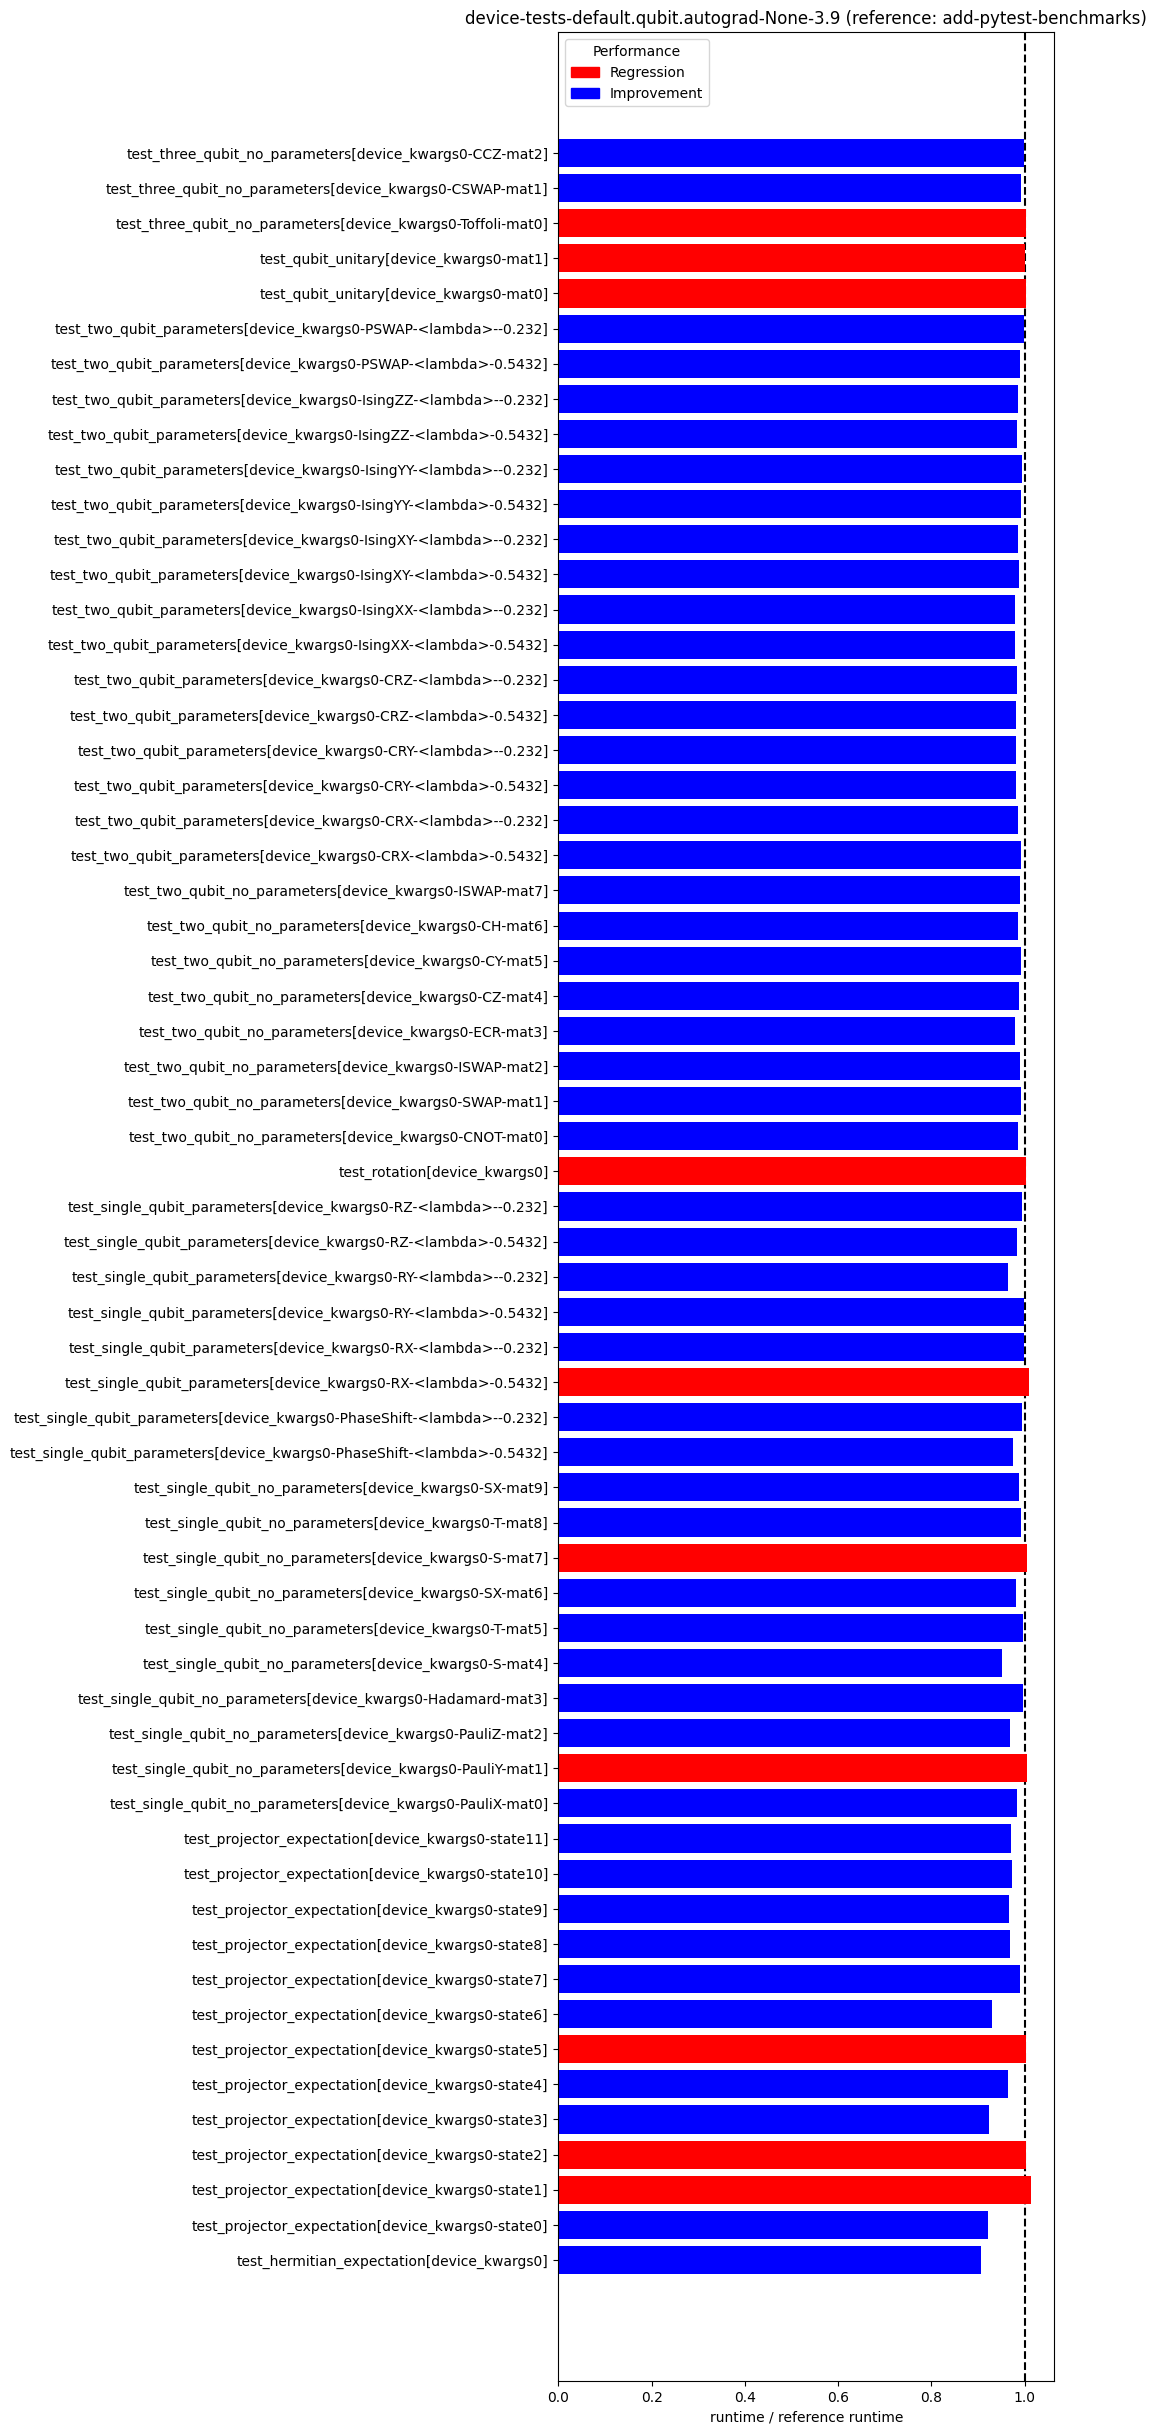 device-tests-default.qubit.autograd-None-3.9 (reference: add-pytest-benchmarks)
Performance
Regression
Improvement
test_three_qubit_no_parameters[device_kwargs0-CCZ-mat2]
test_three_qubit_no_parameters[device_kwargs0-CSWAP-mat1]
test_three_qubit_no_parameters[device_kwargs0-Toffoli-mat0]
test_qubit_unitary[device_kwargs0-mat1]
test_qubit_unitary[device_kwargs0-mat0]
test_two_qubit_parameters[device_kwargs0-PSWAP-<lambda>--0.232]
test_two_qubit_parameters[device_kwargs0-PSWAP-<lambda>-0.5432]
test_two_qubit_parameters[device_kwargs0-IsingZZ-<lambda>--0.232]
test_two_qubit_parameters[device_kwargs0-IsingZZ-<lambda>-0.5432]
test_two_qubit_parameters[device_kwargs0-IsingYY-<lambda>--0.232]
test_two_qubit_parameters[device_kwargs0-IsingYY-<lambda>-0.5432]
test_two_qubit_parameters[device_kwargs0-IsingXY-<lambda>--0.232]
test_two_qubit_parameters[device_kwargs0-IsingXY-<lambda>-0.5432]
test_two_qubit_parameters[device_kwargs0-IsingXX-<lambda>--0.232]
test_two_qubit_parameters[device_kwargs0-IsingXX-<lambda>-0.5432]
test_two_qubit_parameters[device_kwargs0-CRZ-<lambda>--0.232]
test_two_qubit_parameters[device_kwargs0-CRZ-<lambda>-0.5432]
test_two_qubit_parameters[device_kwargs0-CRY-<lambda>--0.232]
test_two_qubit_parameters[device_kwargs0-CRY-<lambda>-0.5432]
test_two_qubit_parameters[device_kwargs0-CRX-<lambda>--0.232]
test_two_qubit_parameters[device_kwargs0-CRX-<lambda>-0.5432]
test_two_qubit_no_parameters[device_kwargs0-ISWAP-mat7]
test_two_qubit_no_parameters[device_kwargs0-CH-mat6]
test_two_qubit_no_parameters[device_kwargs0-CY-mat5]
test_two_qubit_no_parameters[device_kwargs0-CZ-mat4]
test_two_qubit_no_parameters[device_kwargs0-ECR-mat3]
test_two_qubit_no_parameters[device_kwargs0-ISWAP-mat2]
test_two_qubit_no_parameters[device_kwargs0-SWAP-mat1]
test_two_qubit_no_parameters[device_kwargs0-CNOT-mat0]
test_rotation[device_kwargs0]
test_single_qubit_parameters[device_kwargs0-RZ-<lambda>--0.232]
test_single_qubit_parameters[device_kwargs0-RZ-<lambda>-0.5432]
test_single_qubit_parameters[device_kwargs0-RY-<lambda>--0.232]
test_single_qubit_parameters[device_kwargs0-RY-<lambda>-0.5432]
test_single_qubit_parameters[device_kwargs0-RX-<lambda>--0.232]
test_single_qubit_parameters[device_kwargs0-RX-<lambda>-0.5432]
test_single_qubit_parameters[device_kwargs0-PhaseShift-<lambda>--0.232]
test_single_qubit_parameters[device_kwargs0-PhaseShift-<lambda>-0.5432]
test_single_qubit_no_parameters[device_kwargs0-SX-mat9]
test_single_qubit_no_parameters[device_kwargs0-T-mat8]
test_single_qubit_no_parameters[device_kwargs0-S-mat7]
test_single_qubit_no_parameters[device_kwargs0-SX-mat6]
test_single_qubit_no_parameters[device_kwargs0-T-mat5]
test_single_qubit_no_parameters[device_kwargs0-S-mat4]
test_single_qubit_no_parameters[device_kwargs0-Hadamard-mat3]
test_single_qubit_no_parameters[device_kwargs0-PauliZ-mat2]
test_single_qubit_no_parameters[device_kwargs0-PauliY-mat1]
test_single_qubit_no_parameters[device_kwargs0-PauliX-mat0]
test_projector_expectation[device_kwargs0-state11]
test_projector_expectation[device_kwargs0-state10]
test_projector_expectation[device_kwargs0-state9]
test_projector_expectation[device_kwargs0-state8]
test_projector_expectation[device_kwargs0-state7]
test_projector_expectation[device_kwargs0-state6]
test_projector_expectation[device_kwargs0-state5]
test_projector_expectation[device_kwargs0-state4]
test_projector_expectation[device_kwargs0-state3]
test_projector_expectation[device_kwargs0-state2]
test_projector_expectation[device_kwargs0-state1]
test_projector_expectation[device_kwargs0-state0]
test_hermitian_expectation[device_kwargs0]
0.0 0.2 0.4 0.6 0.8 1.0
runtime / reference runtime